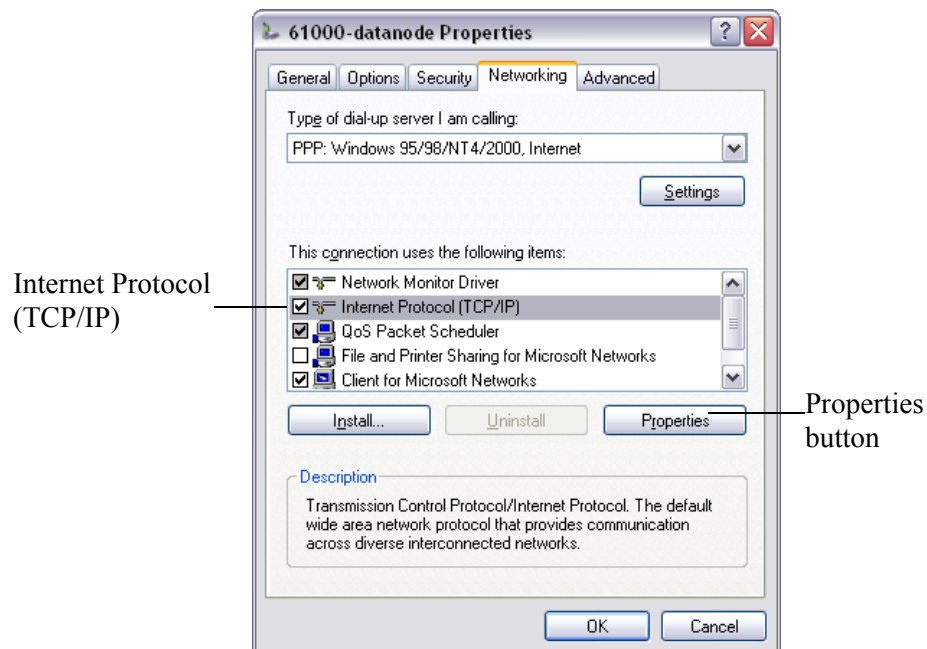 61000-datanode Properties
General Options Security Networking Advanced
Type of dial-up server I am calling:
PPP: Windows 95/98/NT4/2000, Internet
Settings
This connection uses the following items:
Network Monitor Driver
Internet Protocol (TCP/IP)
QoS Packet Scheduler
File and Printer Sharing for Microsoft Networks
Client for Microsoft Networks
Install... Uninstall Properties
Description
Transmission Control Protocol/Internet Protocol. The default
wide area network protocol that provides communication
across diverse interconnected networks.
OK Cancel
Internet Protocol
(TCP/IP)
Properties
button